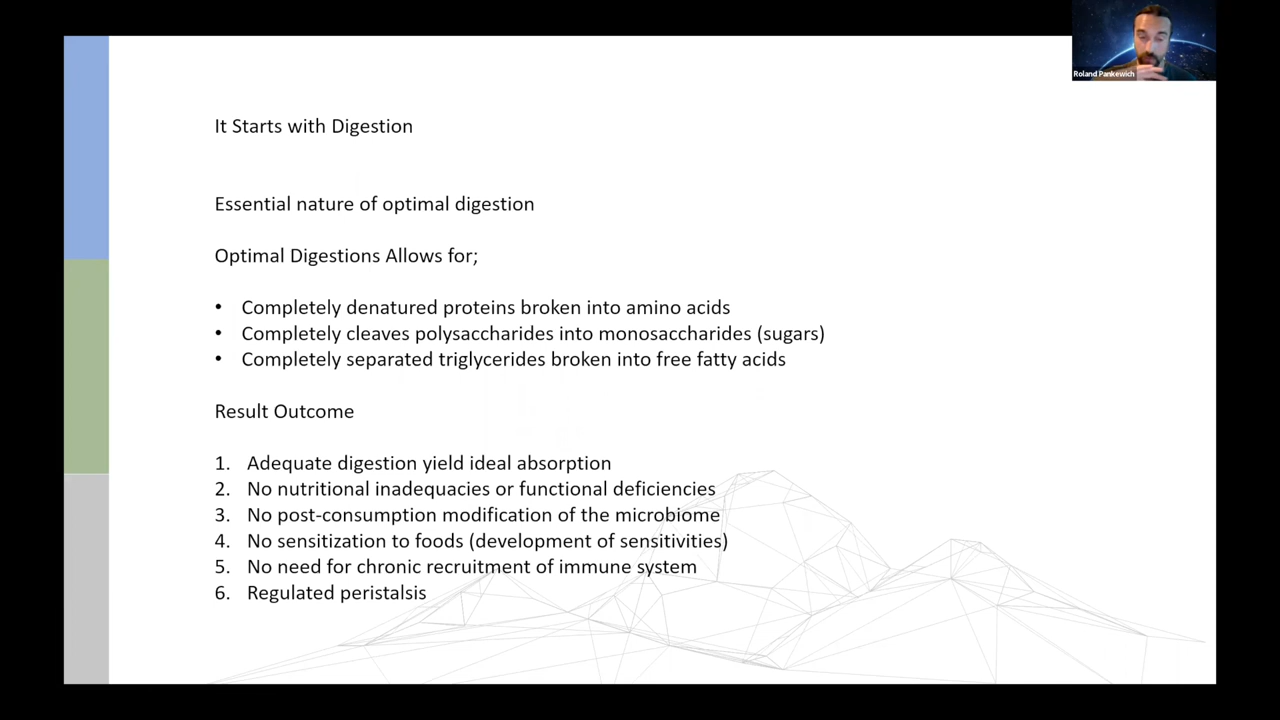 Roland Pankewich
It Starts with Digestion
Essential nature of optimal digestion
Optimal Digestions Allows for;
• Completely denatured proteins broken into amino acids
• Completely cleaves polysaccharides into monosaccharides (sugars)
• Completely separated triglycerides broken into free fatty acids
Result Outcome
1. Adequate digestion yield ideal absorption
2. No nutritional inadequacies or functional deficiencies
3. No post-consumption modification of the microbiome
4. No sensitization to foods (development of sensitivities)
5. No need for chronic recruitment of immune system
6. Regulated peristalsis